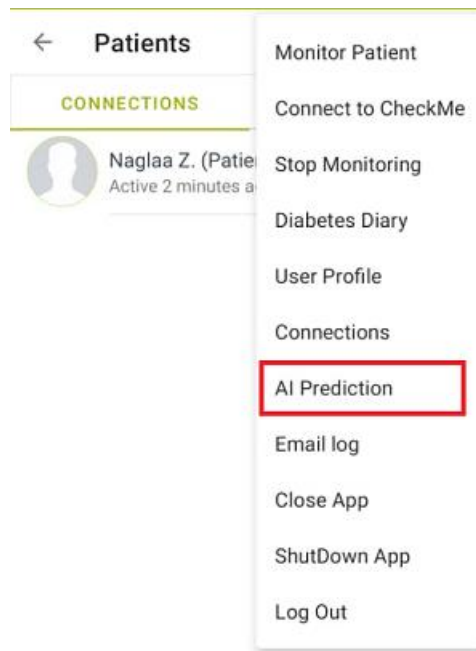 Patients
CONNECTIONS
Naglaa Z. (Patie
Active 2 minutes a
Monitor Patient
Connect to CheckMe
Stop Monitoring
Diabetes Diary
User Profile
Connections
AI Prediction
Email log
Close App
ShutDown App
Log Out